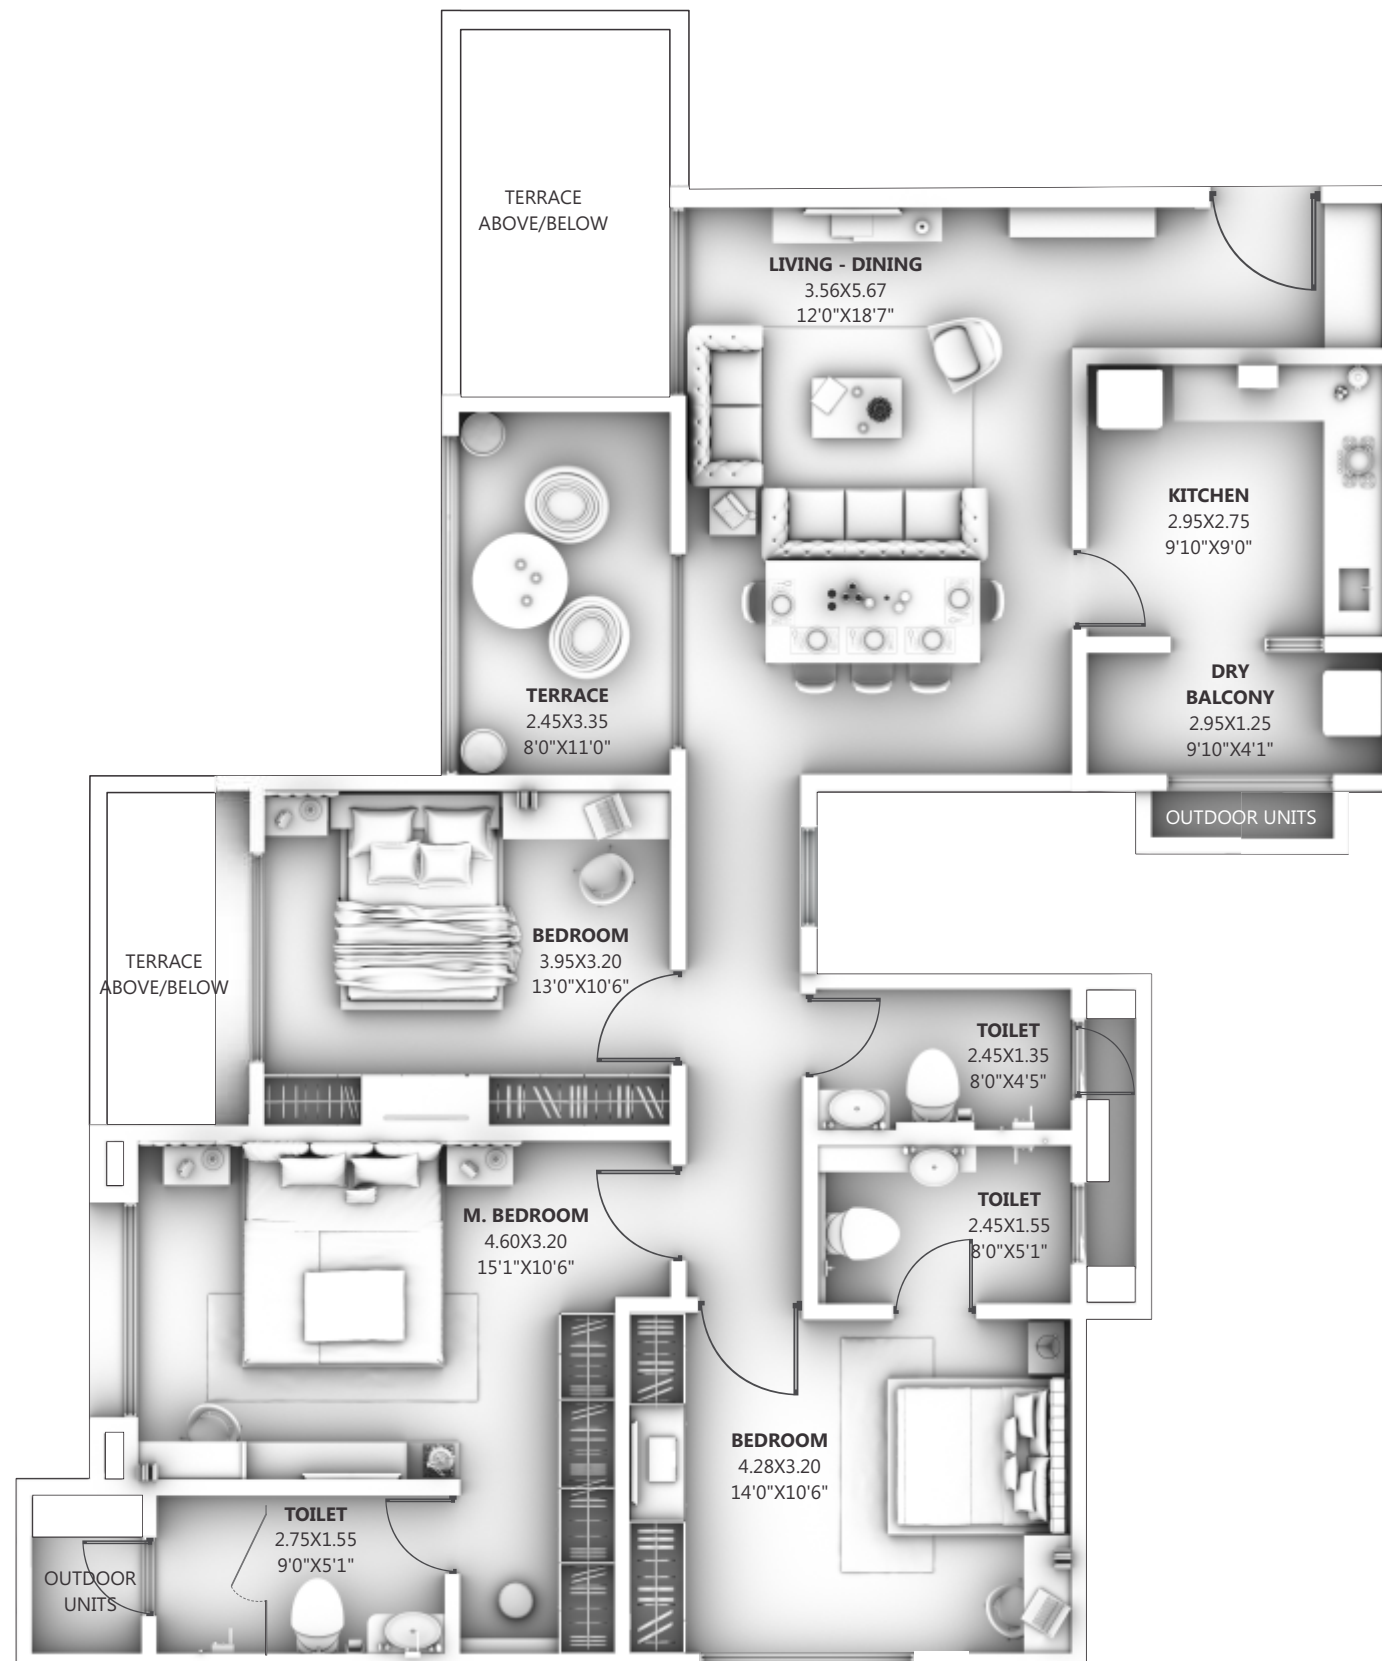 TERRACE
ABOVE/BELOW
LIVING - DINING
3.56X5.67
12'0"X18'7"
KITCHEN
2.95X2.75
9'10"X9'0"
DRY
BALCONY
2.95X1.25
9'10"X4'1"
TERRACE
2.45X3.35
8'0"X11'0"
OUTDOOR UNITS
BEDROOM
3.95X3.20
13'0"X10'6"
TERRACE
ABOVE/BELOW
TOILET
2.45X1.35
8'0"X4'5"
TOILET
2.45X1.55
8'0"X5'1"
M. BEDROOM
4.60X3.20
15'1"X10'6"
BEDROOM
4.28X3.20
14'0"X10'6"
TOILET
2.75X1.55
9'0"X5'1"
OUTDOOR
UNITS